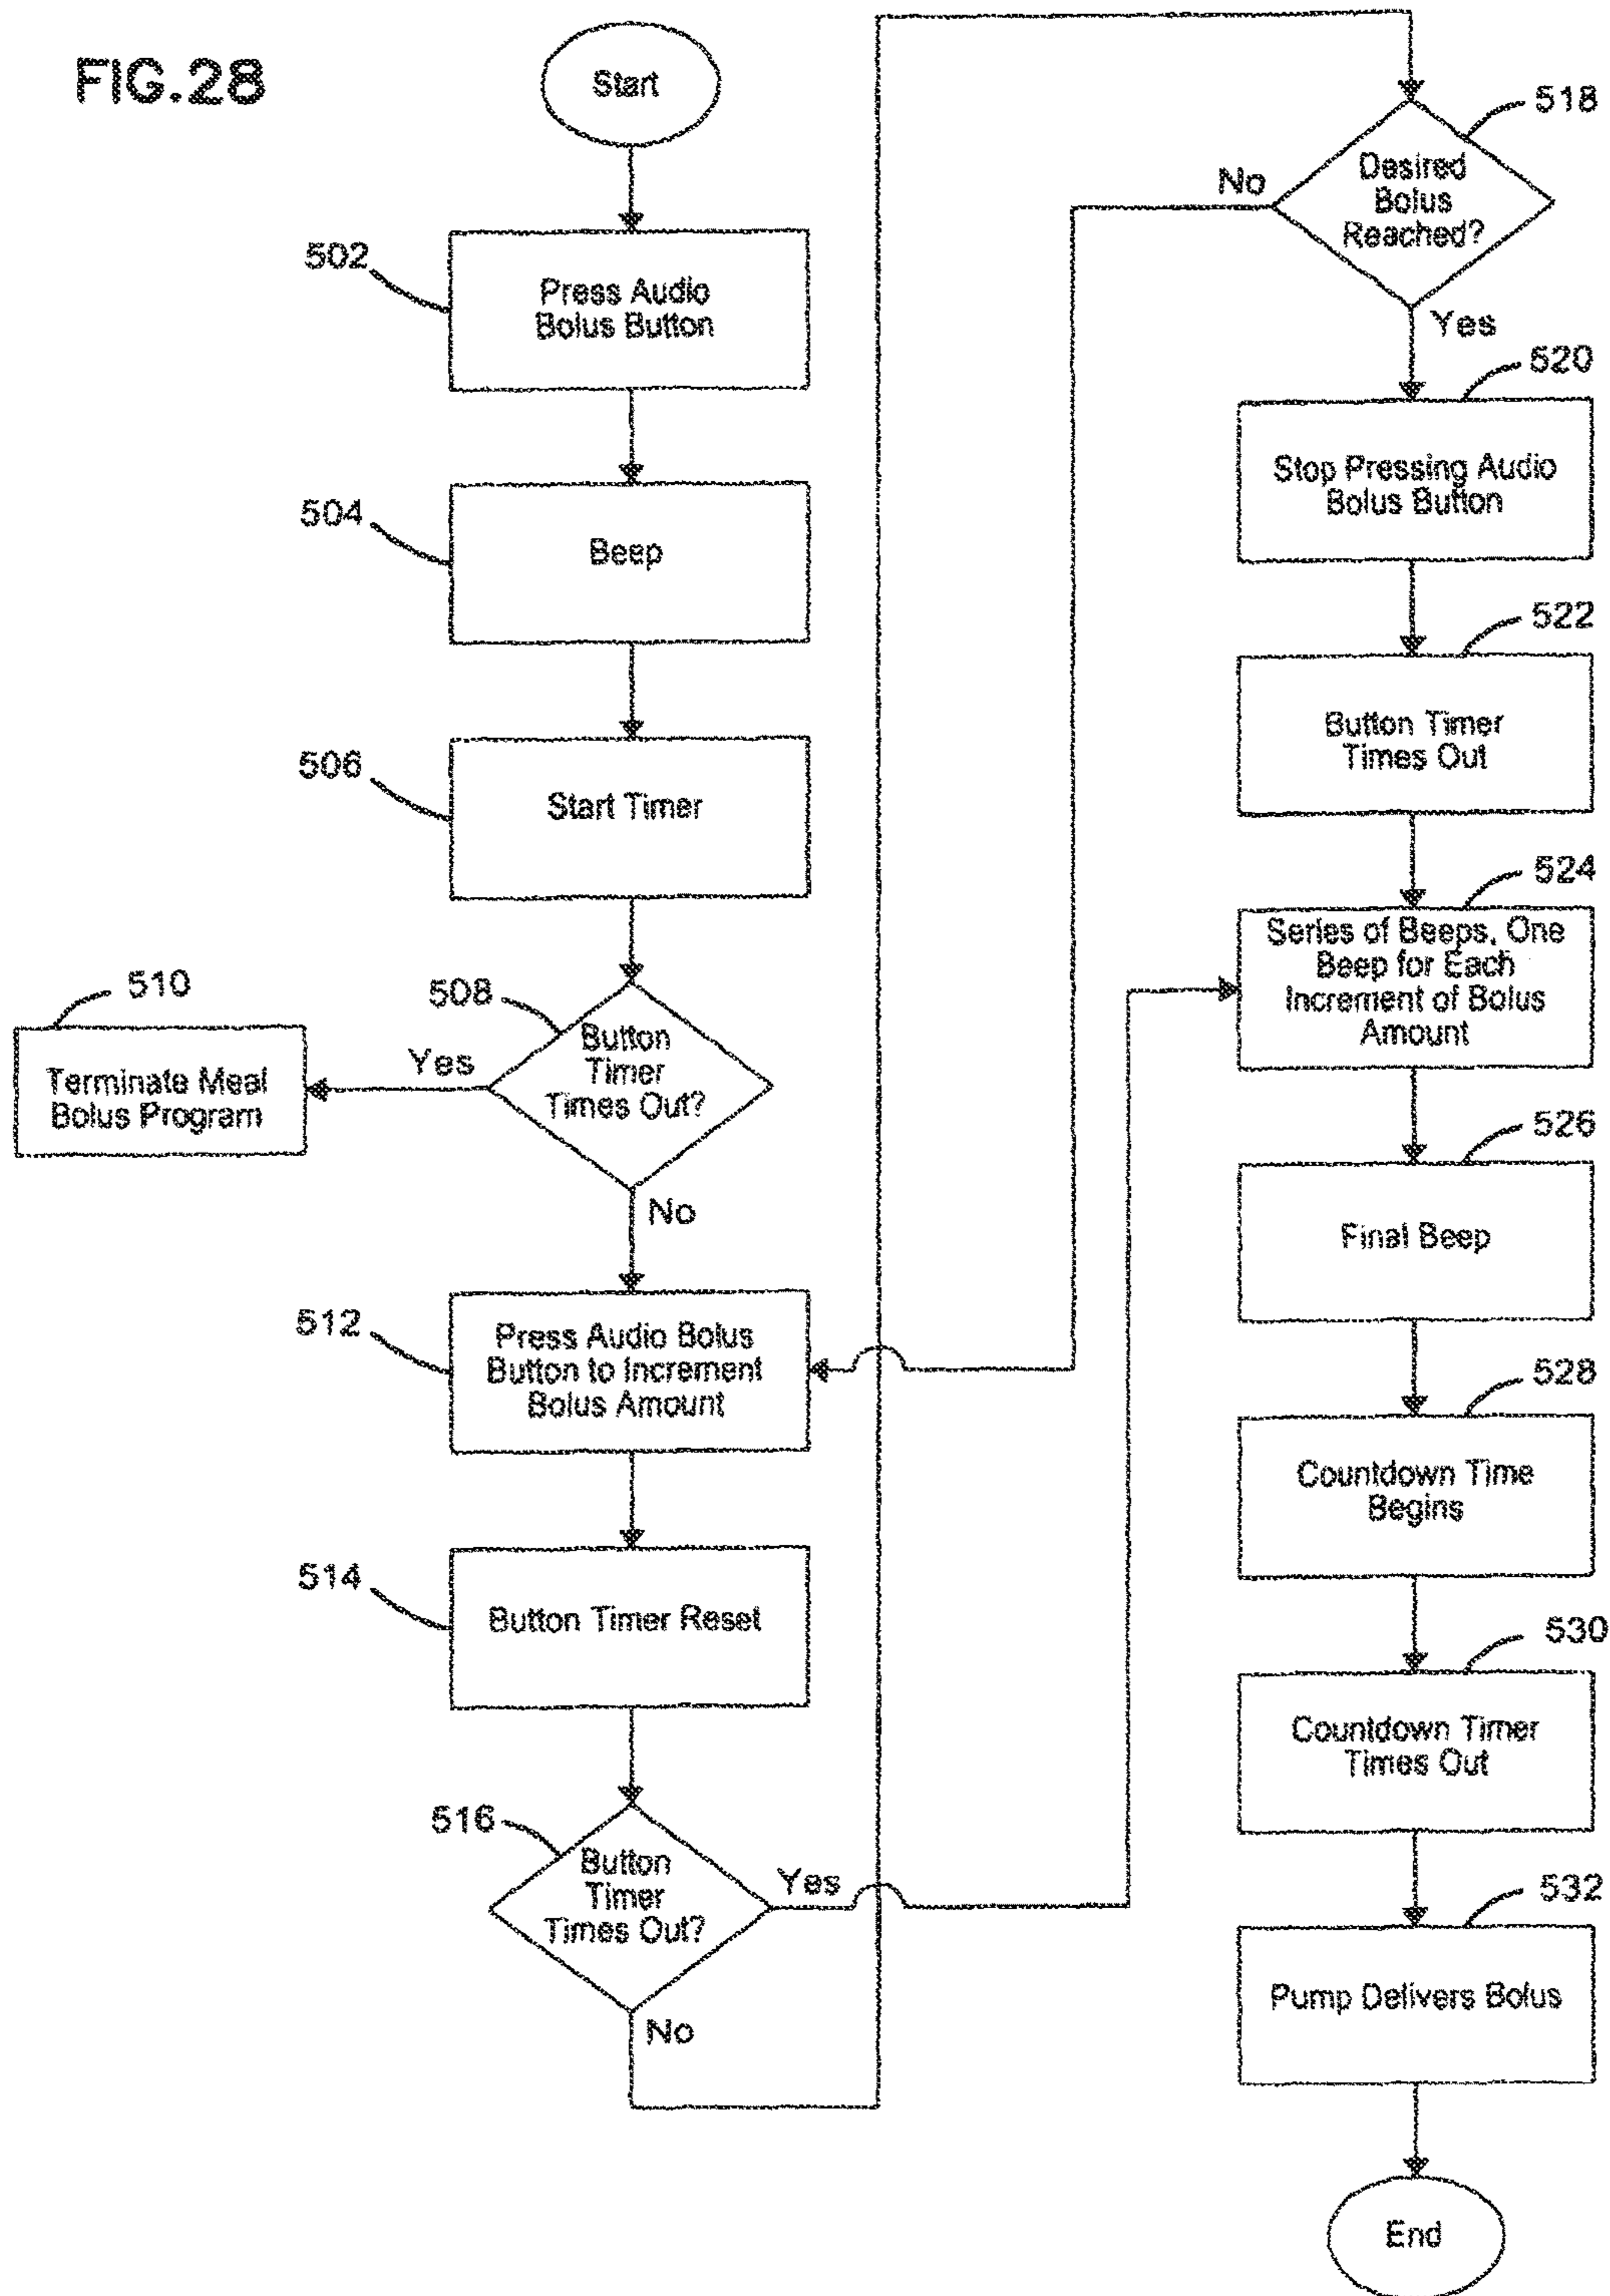 FIG.28
Start
502
Press Audio
Bolus Button
504
Beep
506
Start Timer
508
Button
Timer
Times Out?
Yes
510
Terminate Meal
Bolus Program
No
512
Press Audio Bolus
Button to Increment
Bolus Amount
514
Button Timer Reset
516
Button
Timer
Times Out?
Yes
No
518
Desired
Bolus
Reached?
No
Yes
520
Stop Pressing Audio
Bolus Button
522
Button Timer
Times Out
524
Series of Beeps, One
Beep for Each
Increment of Bolus
Amount
526
Final Beep
528
Countdown Time
Begins
530
Countdown Timer
Times Out
532
Pump Delivers Bolus
End